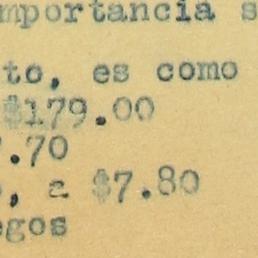 mportancia s
to, es como
$179.00
.70
, a $7.80
egos